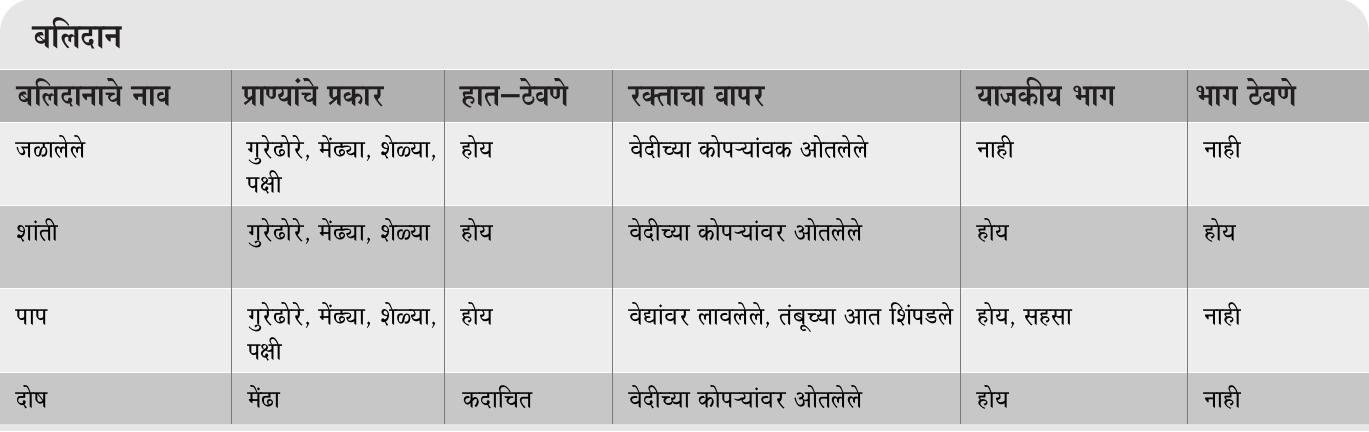 बलिदान
बलिदानाचे नाव प्राण्यांचे प्रकार हात–ठेवणे रक्ताचा वापर याजकीय भाग भाग ठेवणे
जळालेले गुरेढोरे, मेंढ्या, शेळ्या, होय वेदीच्या कोपऱ्यांवक ओतलेले नाही नाही
पक्षी
शांती गुरेढोरे, मेंढ्या, शेळ्या होय वेदीच्या कोपऱ्यांवर ओतलेले होय होय
पाप गुरेढोरे, मेंढ्या, शेळ्या, होय वेद्यांवर लावलेले, तंबूच्या आत शिंपडले होय, सहसा नाही
पक्षी
दोष मेंढा कदाचित वेदीच्या कोपऱ्यांवर ओतलेले होय नाही